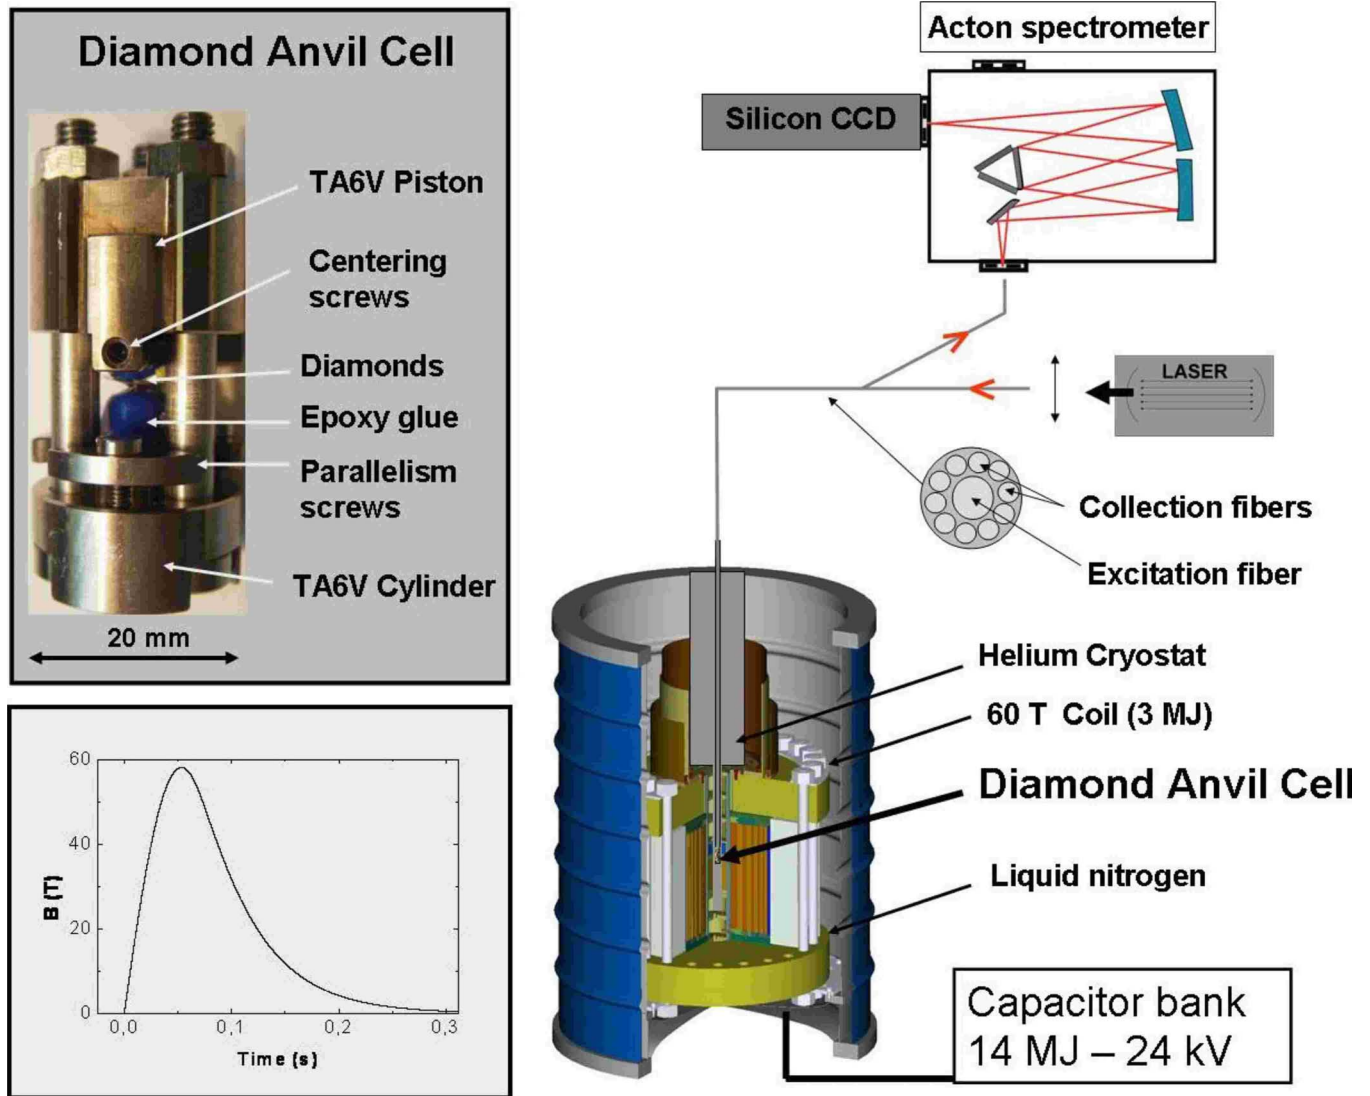 Diamond Anvil Cell
TA6V Piston
Centering
screws
Diamonds
Epoxy glue
Parallelism
screws
TA6V Cylinder
20 mm
60
40
20
0
B (T)
0,0
0,1
0,2
0,3
Time (s)
Acton spectrometer
Silicon CCD
LASER
Collection fibers
Excitation fiber
Helium Cryostat
60 T Coil (3 MJ)
Diamond Anvil Cell
Liquid nitrogen
Capacitor bank
14 MJ – 24 kV